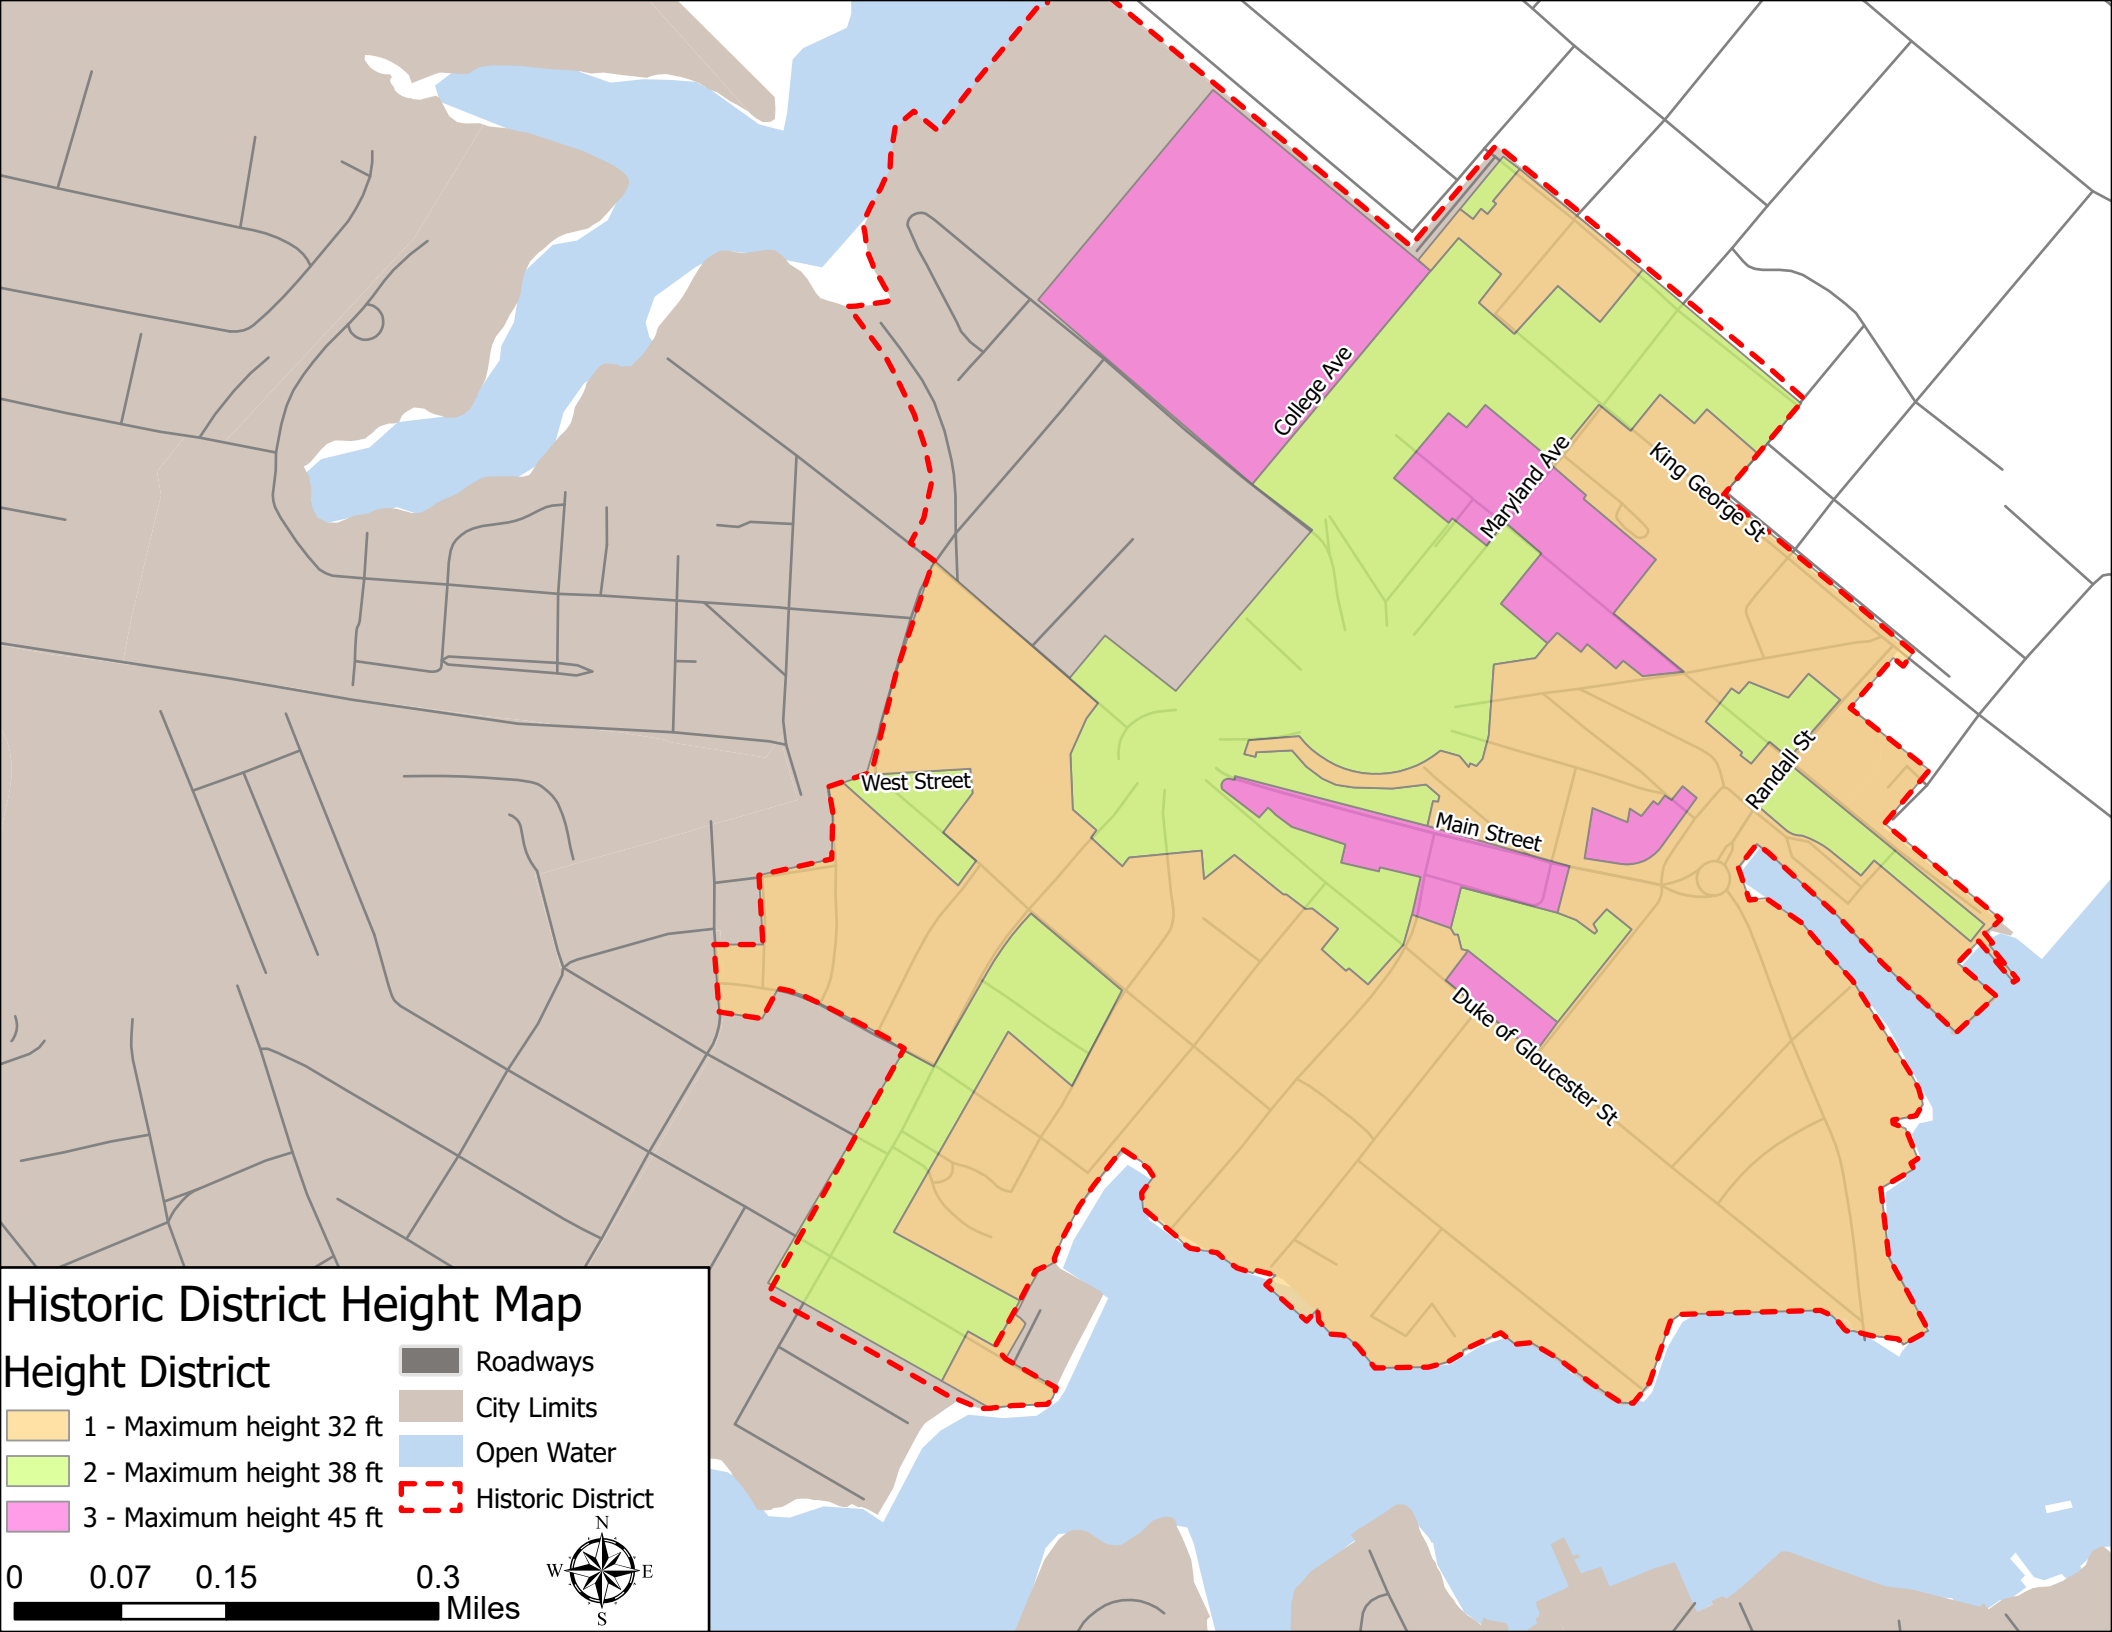 College Ave
Maryland Ave
King George St
West Street
Randall St
Main Street
Duke of Gloucester St
Historic District Height Map
Height District
1 - Maximum height 32 ft
2 - Maximum height 38 ft
3 - Maximum height 45 ft
Roadways
City Limits
Open Water
Historic District
N
W E
S
0 0.07 0.15 0.3
Miles